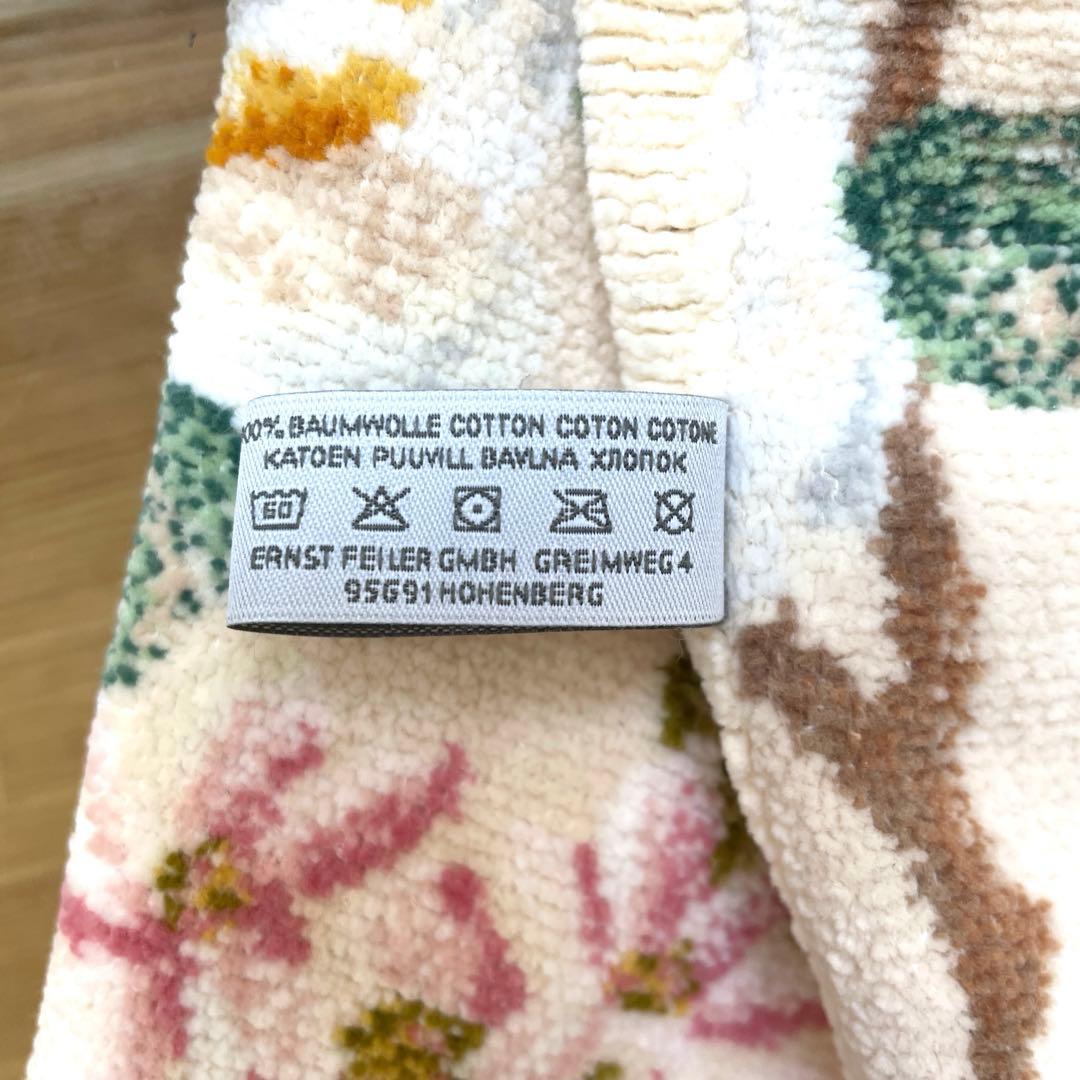 100% BAUMWOLLE COTTON COTON COTONE
KATOEN PUUVILL BAVLNA ХЛОПОК
60
ERNST FEILER GMBH GREIMWEG 4
95691 HOHENBERG